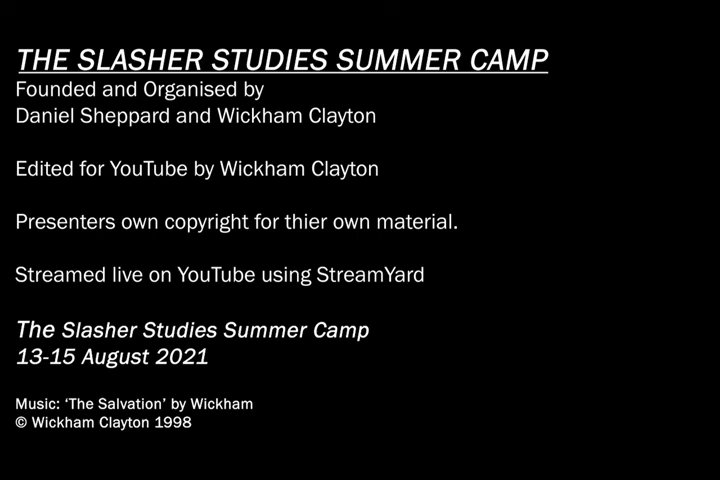 THE SLASHER STUDIES SUMMER CAMP
Founded and Organised by
Daniel Sheppard and Wickham Clayton
Edited for YouTube by Wickham Clayton
Presenters own copyright for thier own material.
Streamed live on YouTube using StreamYard
The Slasher Studies Summer Camp
13-15 August 2021
Music: ‘The Salvation’ by Wickham
© Wickham Clayton 1998